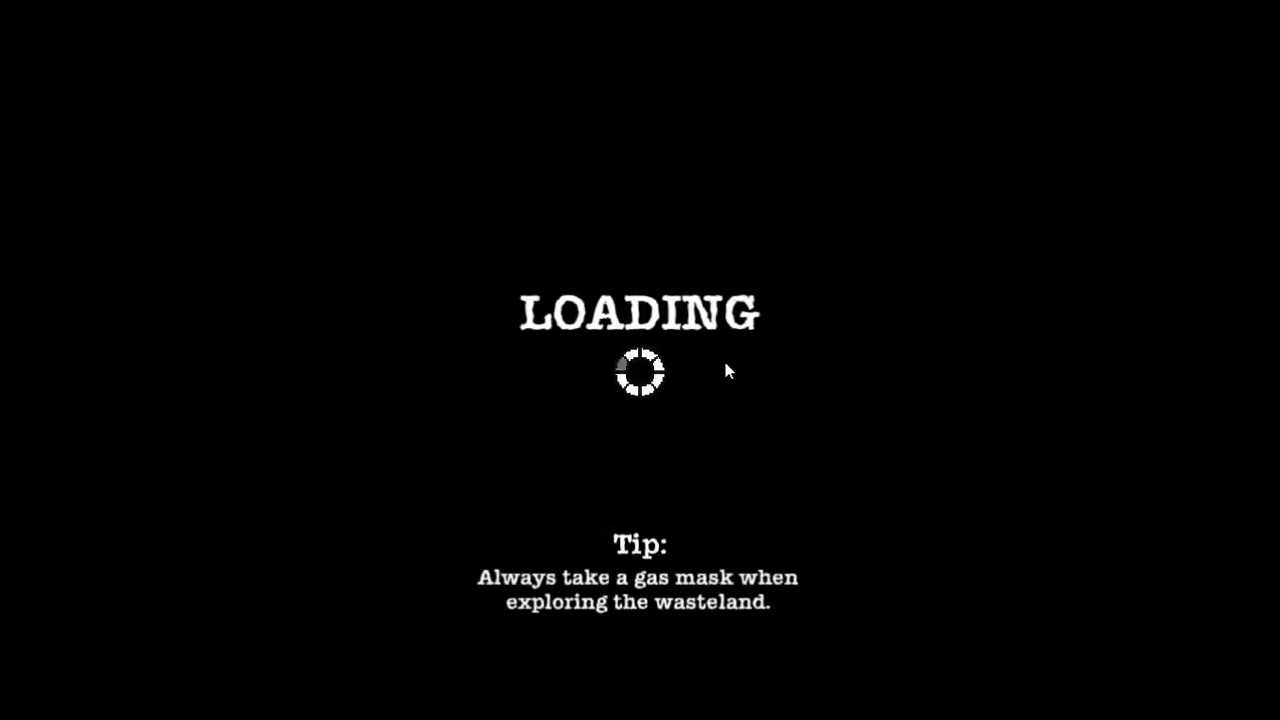 LOADING
Tip:
Always take a gas mask when
exploring the wasteland.